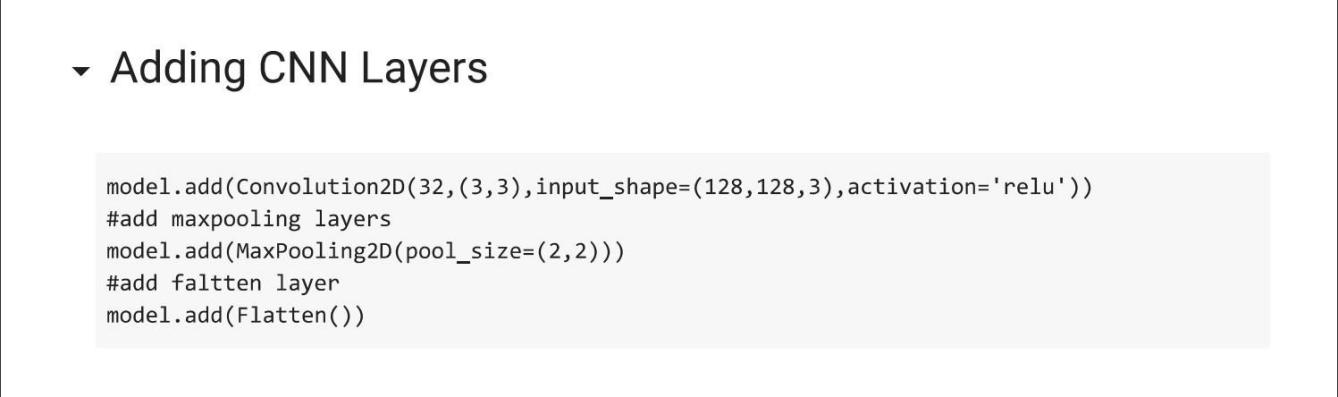 Adding CNN Layers
model.add(Convolution2D(32,(3,3),input_shape=(128,128,3),activation='relu'))
#add maxpooling layers
model.add(MaxPooling2D(pool_size=(2,2)))
#add faltten layer
model.add(Flatten())